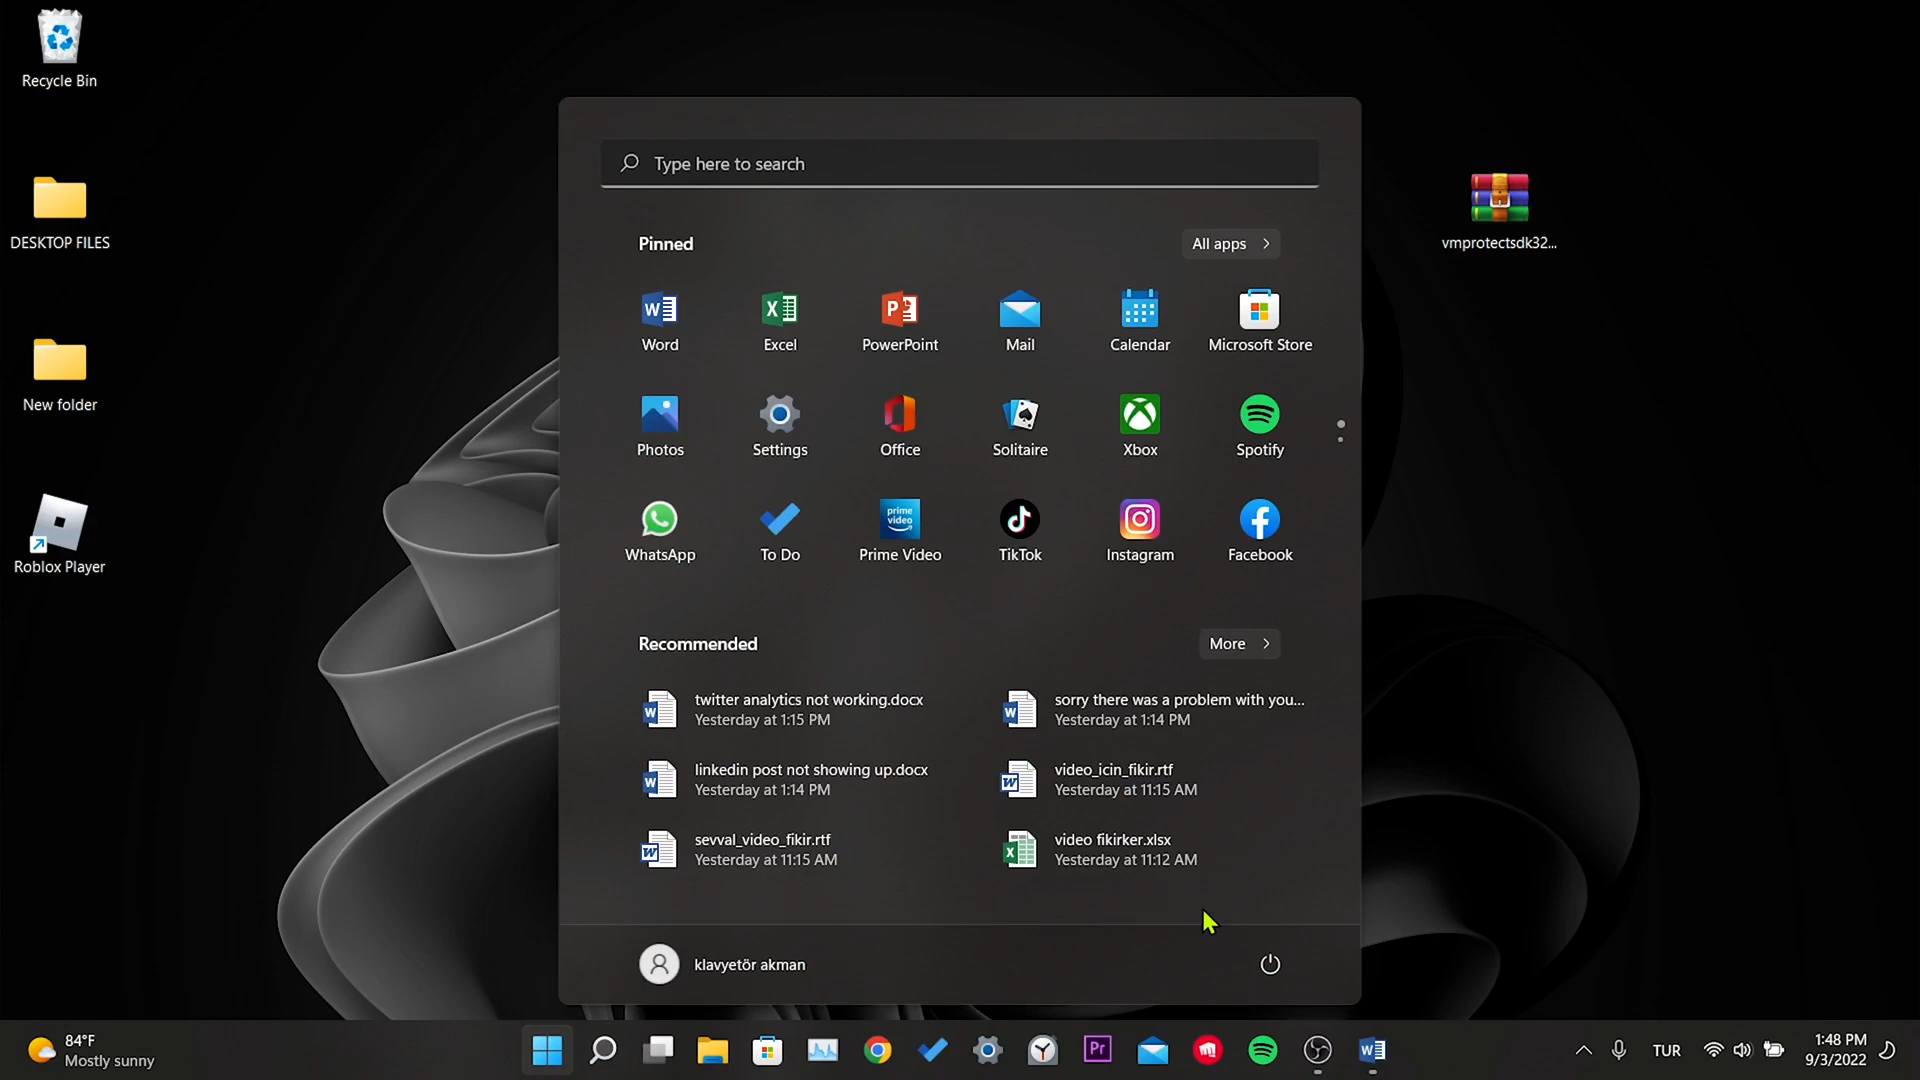 Recycle Bin
DESKTOP FILES
New folder
Roblox Player
vmprotectsdk32...
Type here to search
Pinned
All apps
Word
Excel
PowerPoint
Mail
Calendar
Microsoft Store
Photos
Settings
Office
Solitaire
Xbox
Spotify
WhatsApp
To Do
prime video
Prime Video
TikTok
Instagram
Facebook
Recommended
More
twitter analytics not working.docx
Yesterday at 1:15 PM
sorry there was a problem with you...
Yesterday at 1:14 PM
linkedin post not showing up.docx
Yesterday at 1:14 PM
video_icin_fikir.rtf
Yesterday at 11:15 AM
sevval_video_fikir.rtf
Yesterday at 11:15 AM
video fikirker.xlsx
Yesterday at 11:12 AM
klavyetör akman
84°F
Mostly sunny
Pr
TUR
1:48 PM
9/3/2022